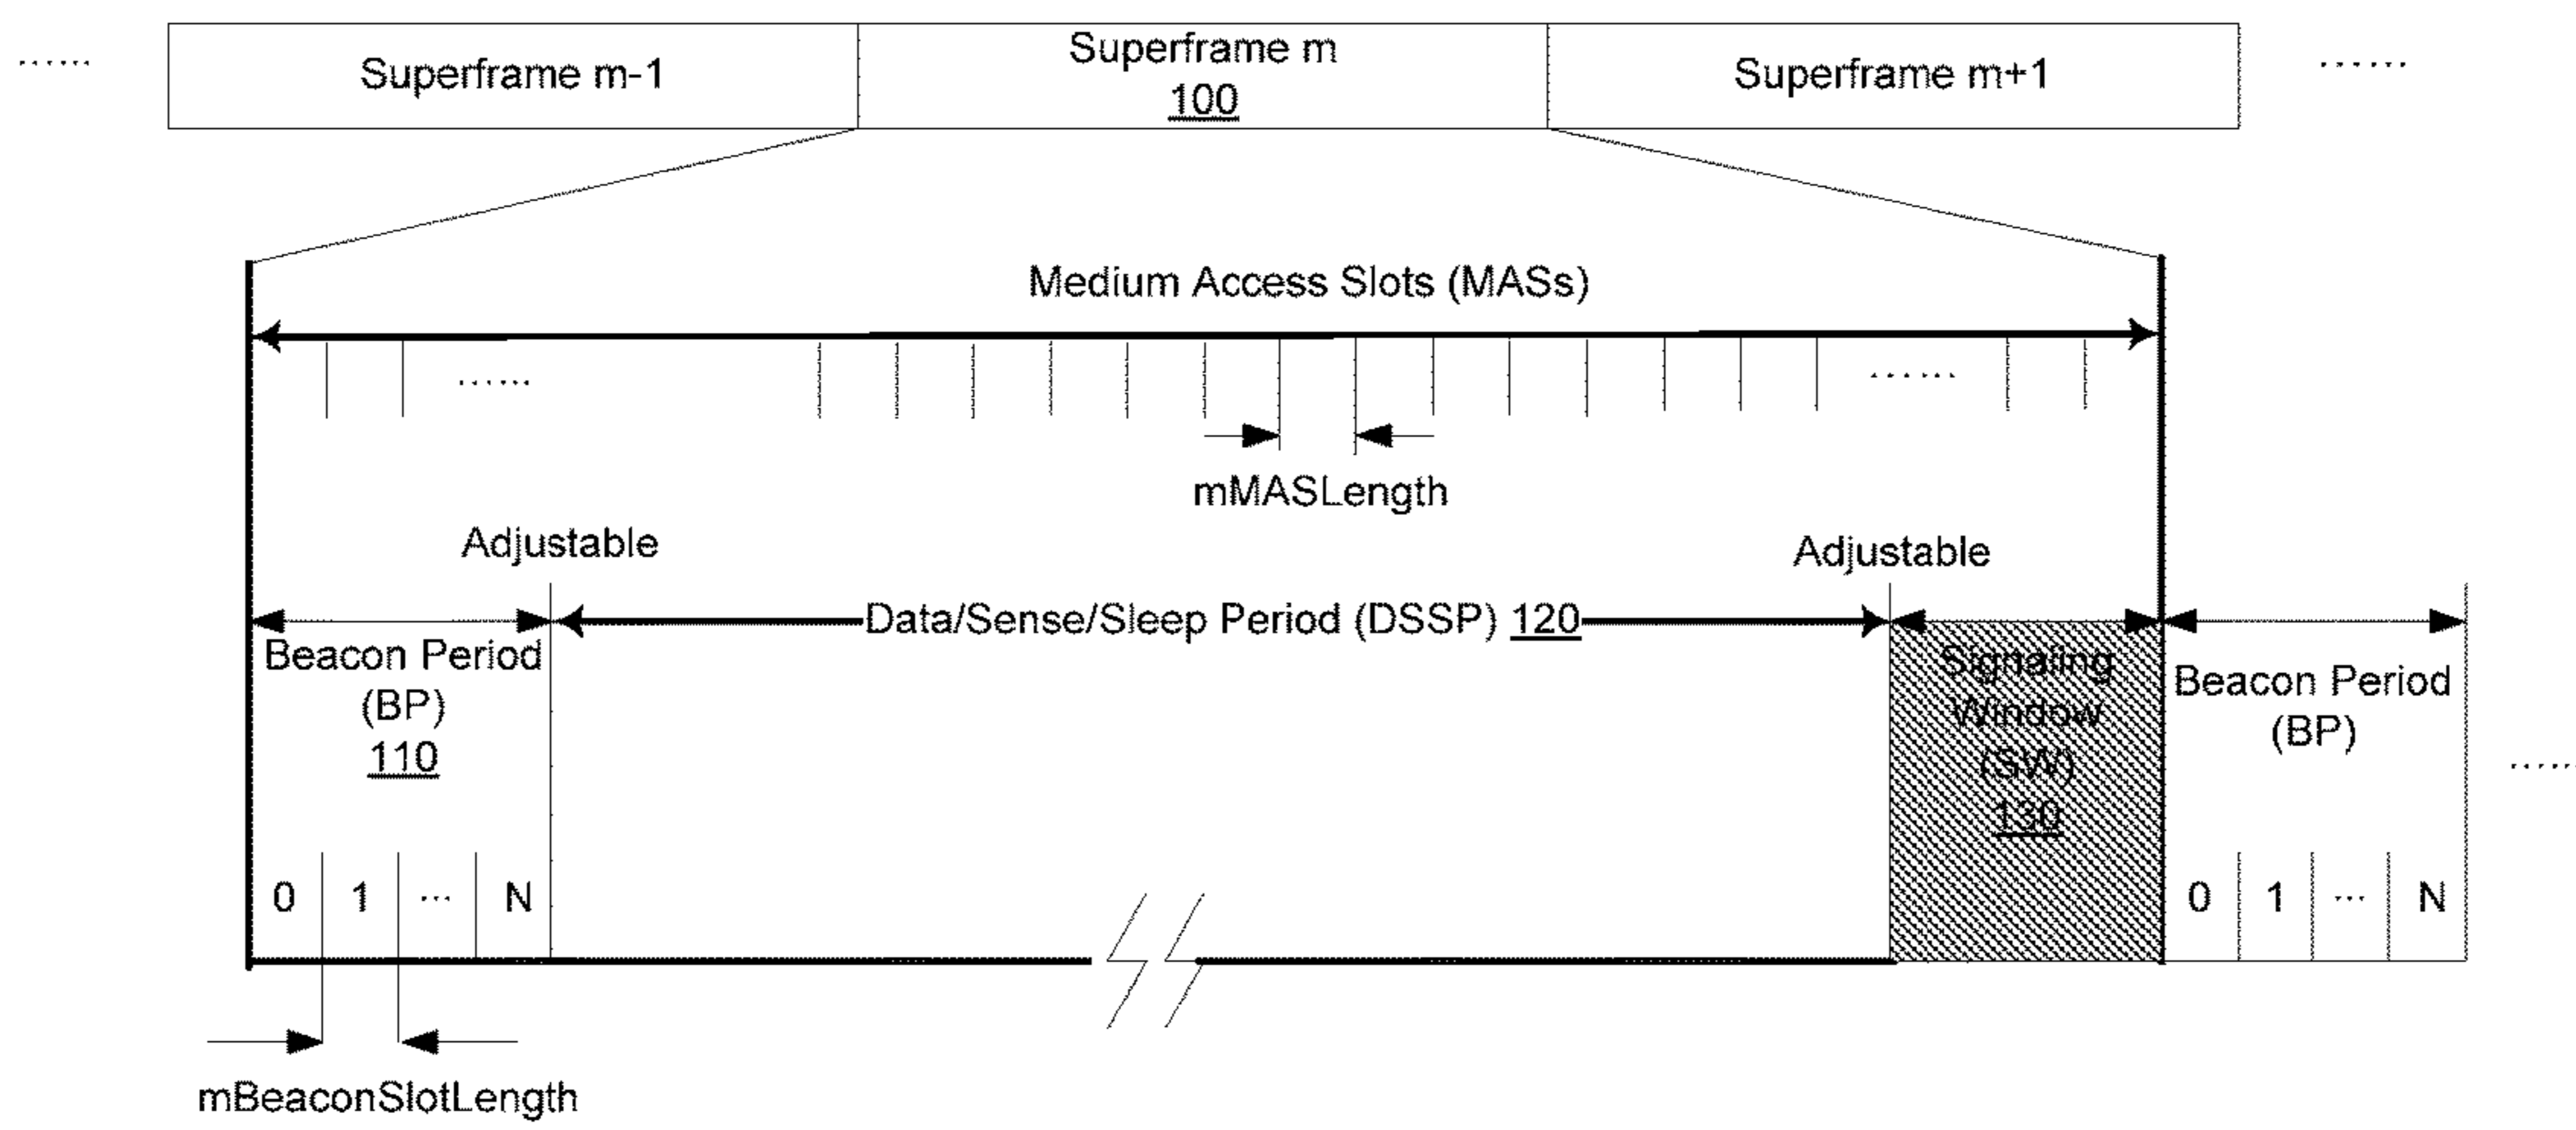 ......
Superframe m-1
Superframe m
100
Superframe m+1
......
Medium Access Slots (MASs)
......
......
mMASLength
Adjustable
Adjustable
Data/Sense/Sleep Period (DSSP) 120
Beacon Period
(BP)
110
Signaling
Window
(SW)
130
Beacon Period
(BP)
......
0 1 ... N
0 1 ... N
mBeaconSlotLength